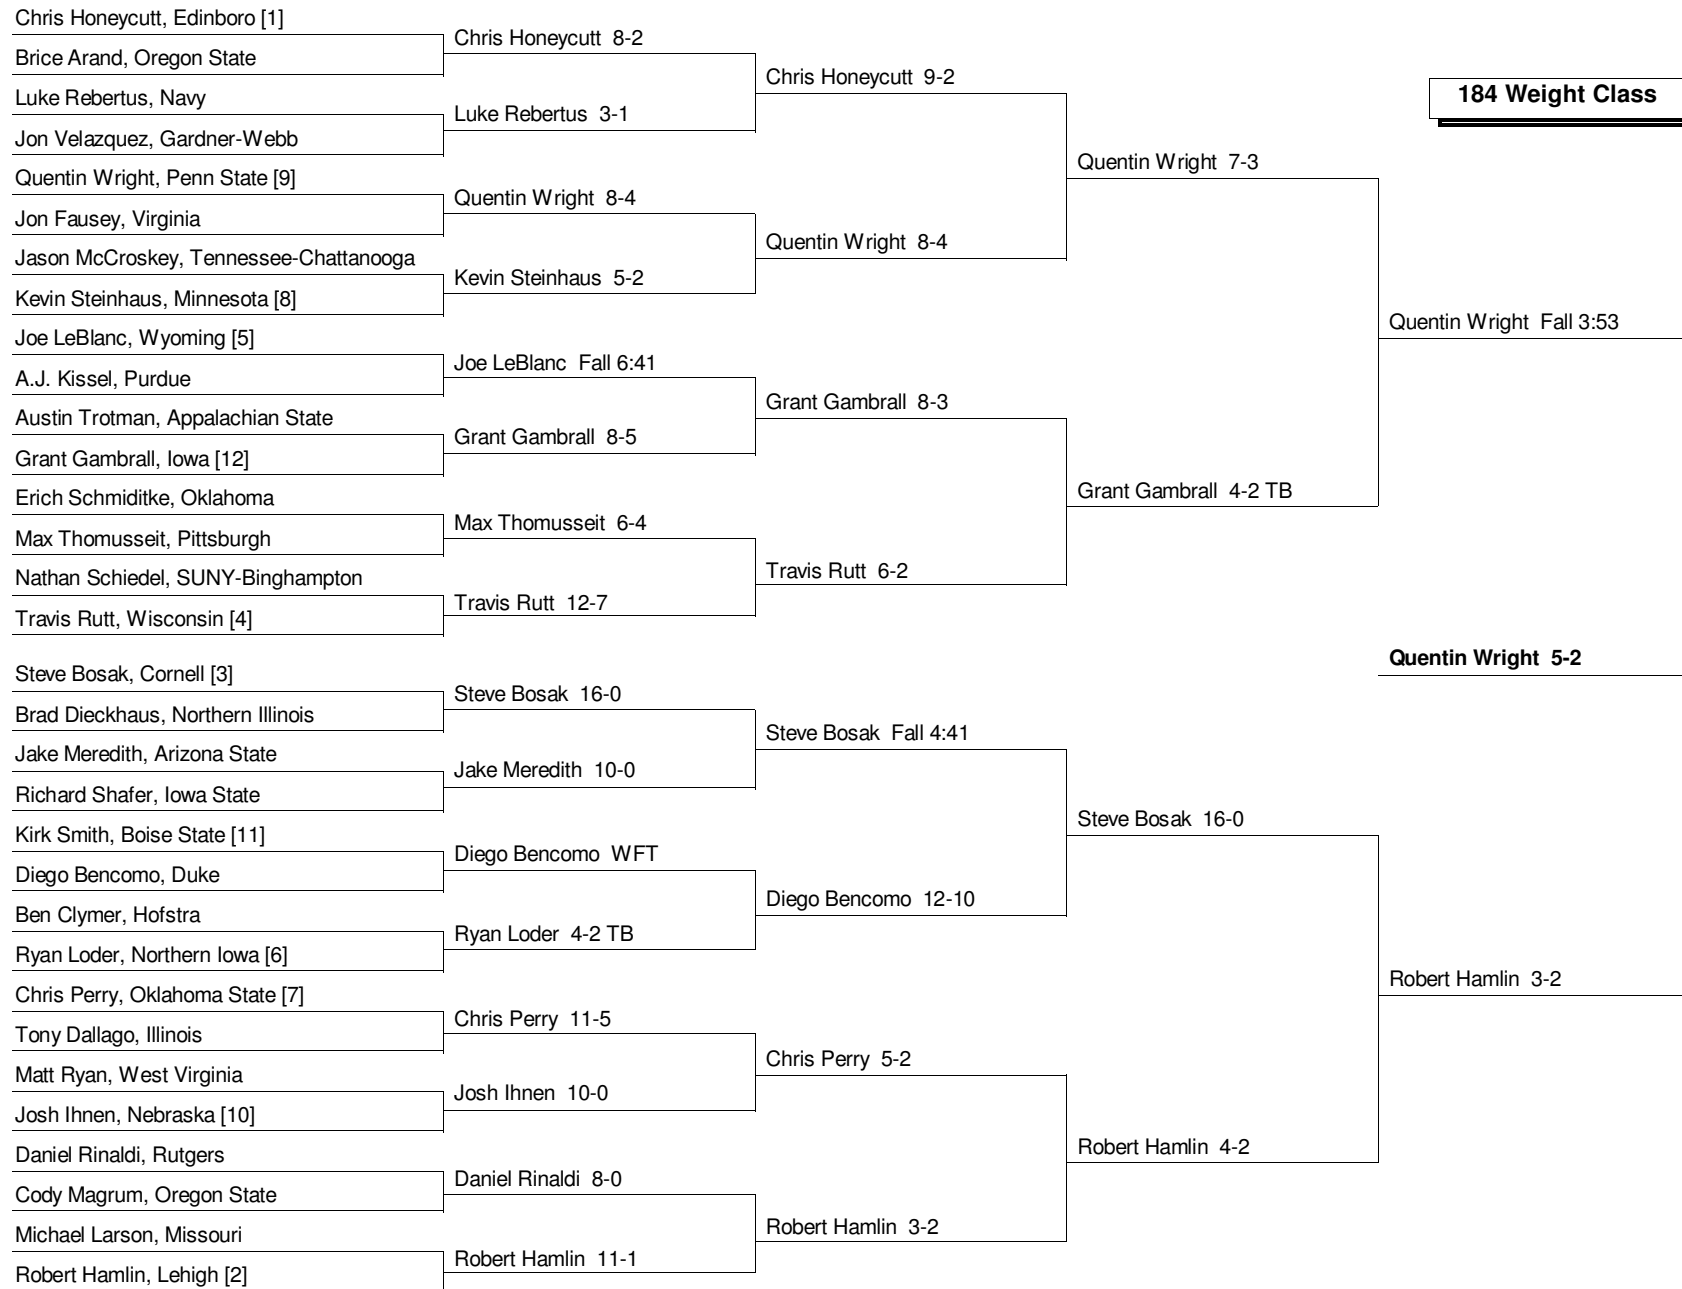 Chris Honeycutt, Edinboro [1]
Brice Arand, Oregon State
Luke Rebertus, Navy
Jon Velazquez, Gardner-Webb
Quentin Wright, Penn State [9]
Jon Fausey, Virginia
Jason McCroskey, Tennessee-Chattanooga
Kevin Steinhaus, Minnesota [8]
Joe LeBlanc, Wyoming [5]
A.J. Kissel, Purdue
Austin Trotman, Appalachian State
Grant Gambrall, Iowa [12]
Erich Schmiditke, Oklahoma
Max Thomusseit, Pittsburgh
Nathan Schiedel, SUNY-Binghampton
Travis Rutt, Wisconsin [4]
Steve Bosak, Cornell [3]
Brad Dieckhaus, Northern Illinois
Jake Meredith, Arizona State
Richard Shafer, Iowa State
Kirk Smith, Boise State [11]
Diego Bencomo, Duke
Ben Clymer, Hofstra
Ryan Loder, Northern Iowa [6]
Chris Perry, Oklahoma State [7]
Tony Dallago, Illinois
Matt Ryan, West Virginia
Josh Ihnen, Nebraska [10]
Daniel Rinaldi, Rutgers
Cody Magrum, Oregon State
Michael Larson, Missouri
Robert Hamlin, Lehigh [2]
Chris Honeycutt 8-2
Luke Rebertus 3-1
Quentin Wright 8-4
Kevin Steinhaus 5-2
Joe LeBlanc Fall 6:41
Grant Gambrall 8-5
Max Thomusseit 6-4
Travis Rutt 12-7
Steve Bosak 16-0
Jake Meredith 10-0
Diego Bencomo WFT
Ryan Loder 4-2 TB
Chris Perry 11-5
Josh Ihnen 10-0
Daniel Rinaldi 8-0
Robert Hamlin 11-1
Chris Honeycutt 9-2
Quentin Wright 8-4
Grant Gambrall 8-3
Travis Rutt 6-2
Steve Bosak Fall 4:41
Diego Bencomo 12-10
Chris Perry 5-2
Robert Hamlin 3-2
Quentin Wright 7-3
Grant Gambrall 4-2 TB
Steve Bosak 16-0
Robert Hamlin 4-2
184 Weight Class
Quentin Wright Fall 3:53
Quentin Wright 5-2
Robert Hamlin 3-2